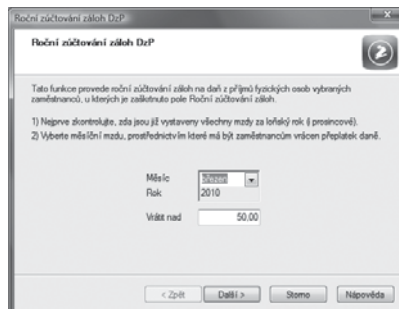 Roční zúčtování záloh DzP
Roční zúčtování záloh DzP
Tato funkce provede roční zúčtování záloh na daň z příjmů fyzických osob vybraných
zaměstnanců, u kterých je zaškrtnuto pole Roční zúčtování záloh.
1) Nejprve zkontrolujte, zda jsou již vystaveny všechny mzdy za loňský rok (i prosincové).
2) Vyberte měsíční mzdu, prostřednictvím které má být zaměstnancům vrácen přeplatek daně.
Měsíc březen
Rok 2010
Vrátit nad 50.00
< Zpět Další > Storno Nápověda